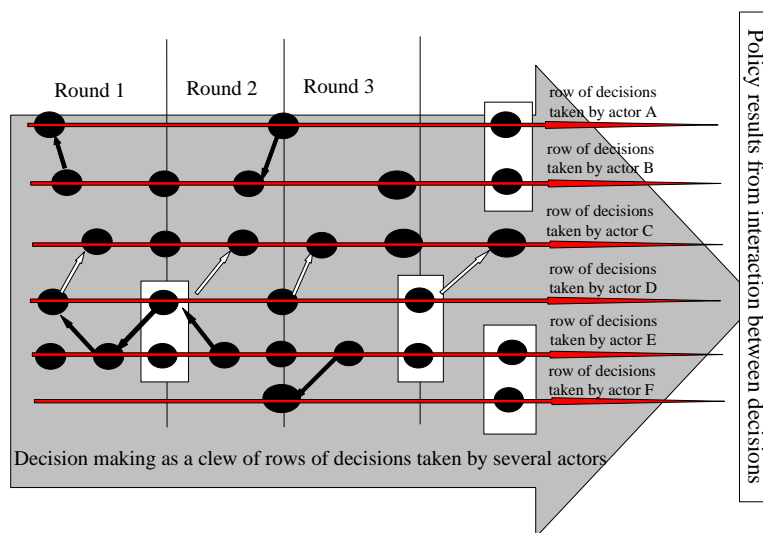 Round 1
Round 2
Round 3
row of decisions
taken by actor A
row of decisions
taken by actor B
row of decisions
taken by actor C
row of decisions
taken by actor D
row of decisions
taken by actor E
row of decisions
taken by actor F
Decision making as a clew of rows of decisions taken by several actors
Policy results from interaction between decisions